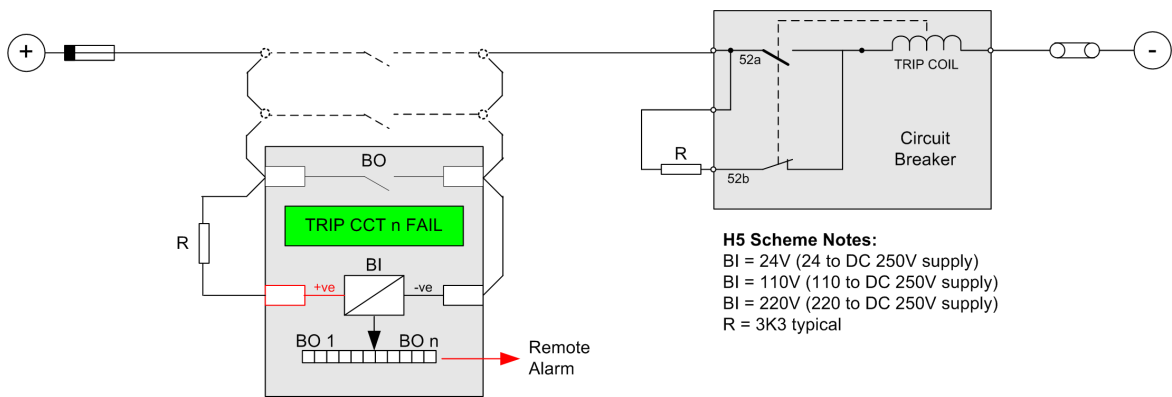 +
-
52a
TRIP COIL
Circuit
Breaker
R
52b
BO
TRIP CCT n FAIL
R
BI
+ve
-ve
BO 1
BO n
Remote
Alarm
H5 Scheme Notes:
BI = 24V (24 to DC 250V supply)
BI = 110V (110 to DC 250V supply)
BI = 220V (220 to DC 250V supply)
R = 3K3 typical